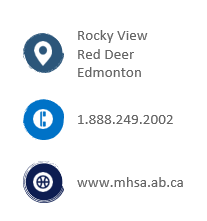 Rocky View
Red Deer
Edmonton
1.888.249.2002
www.mhsa.ab.ca